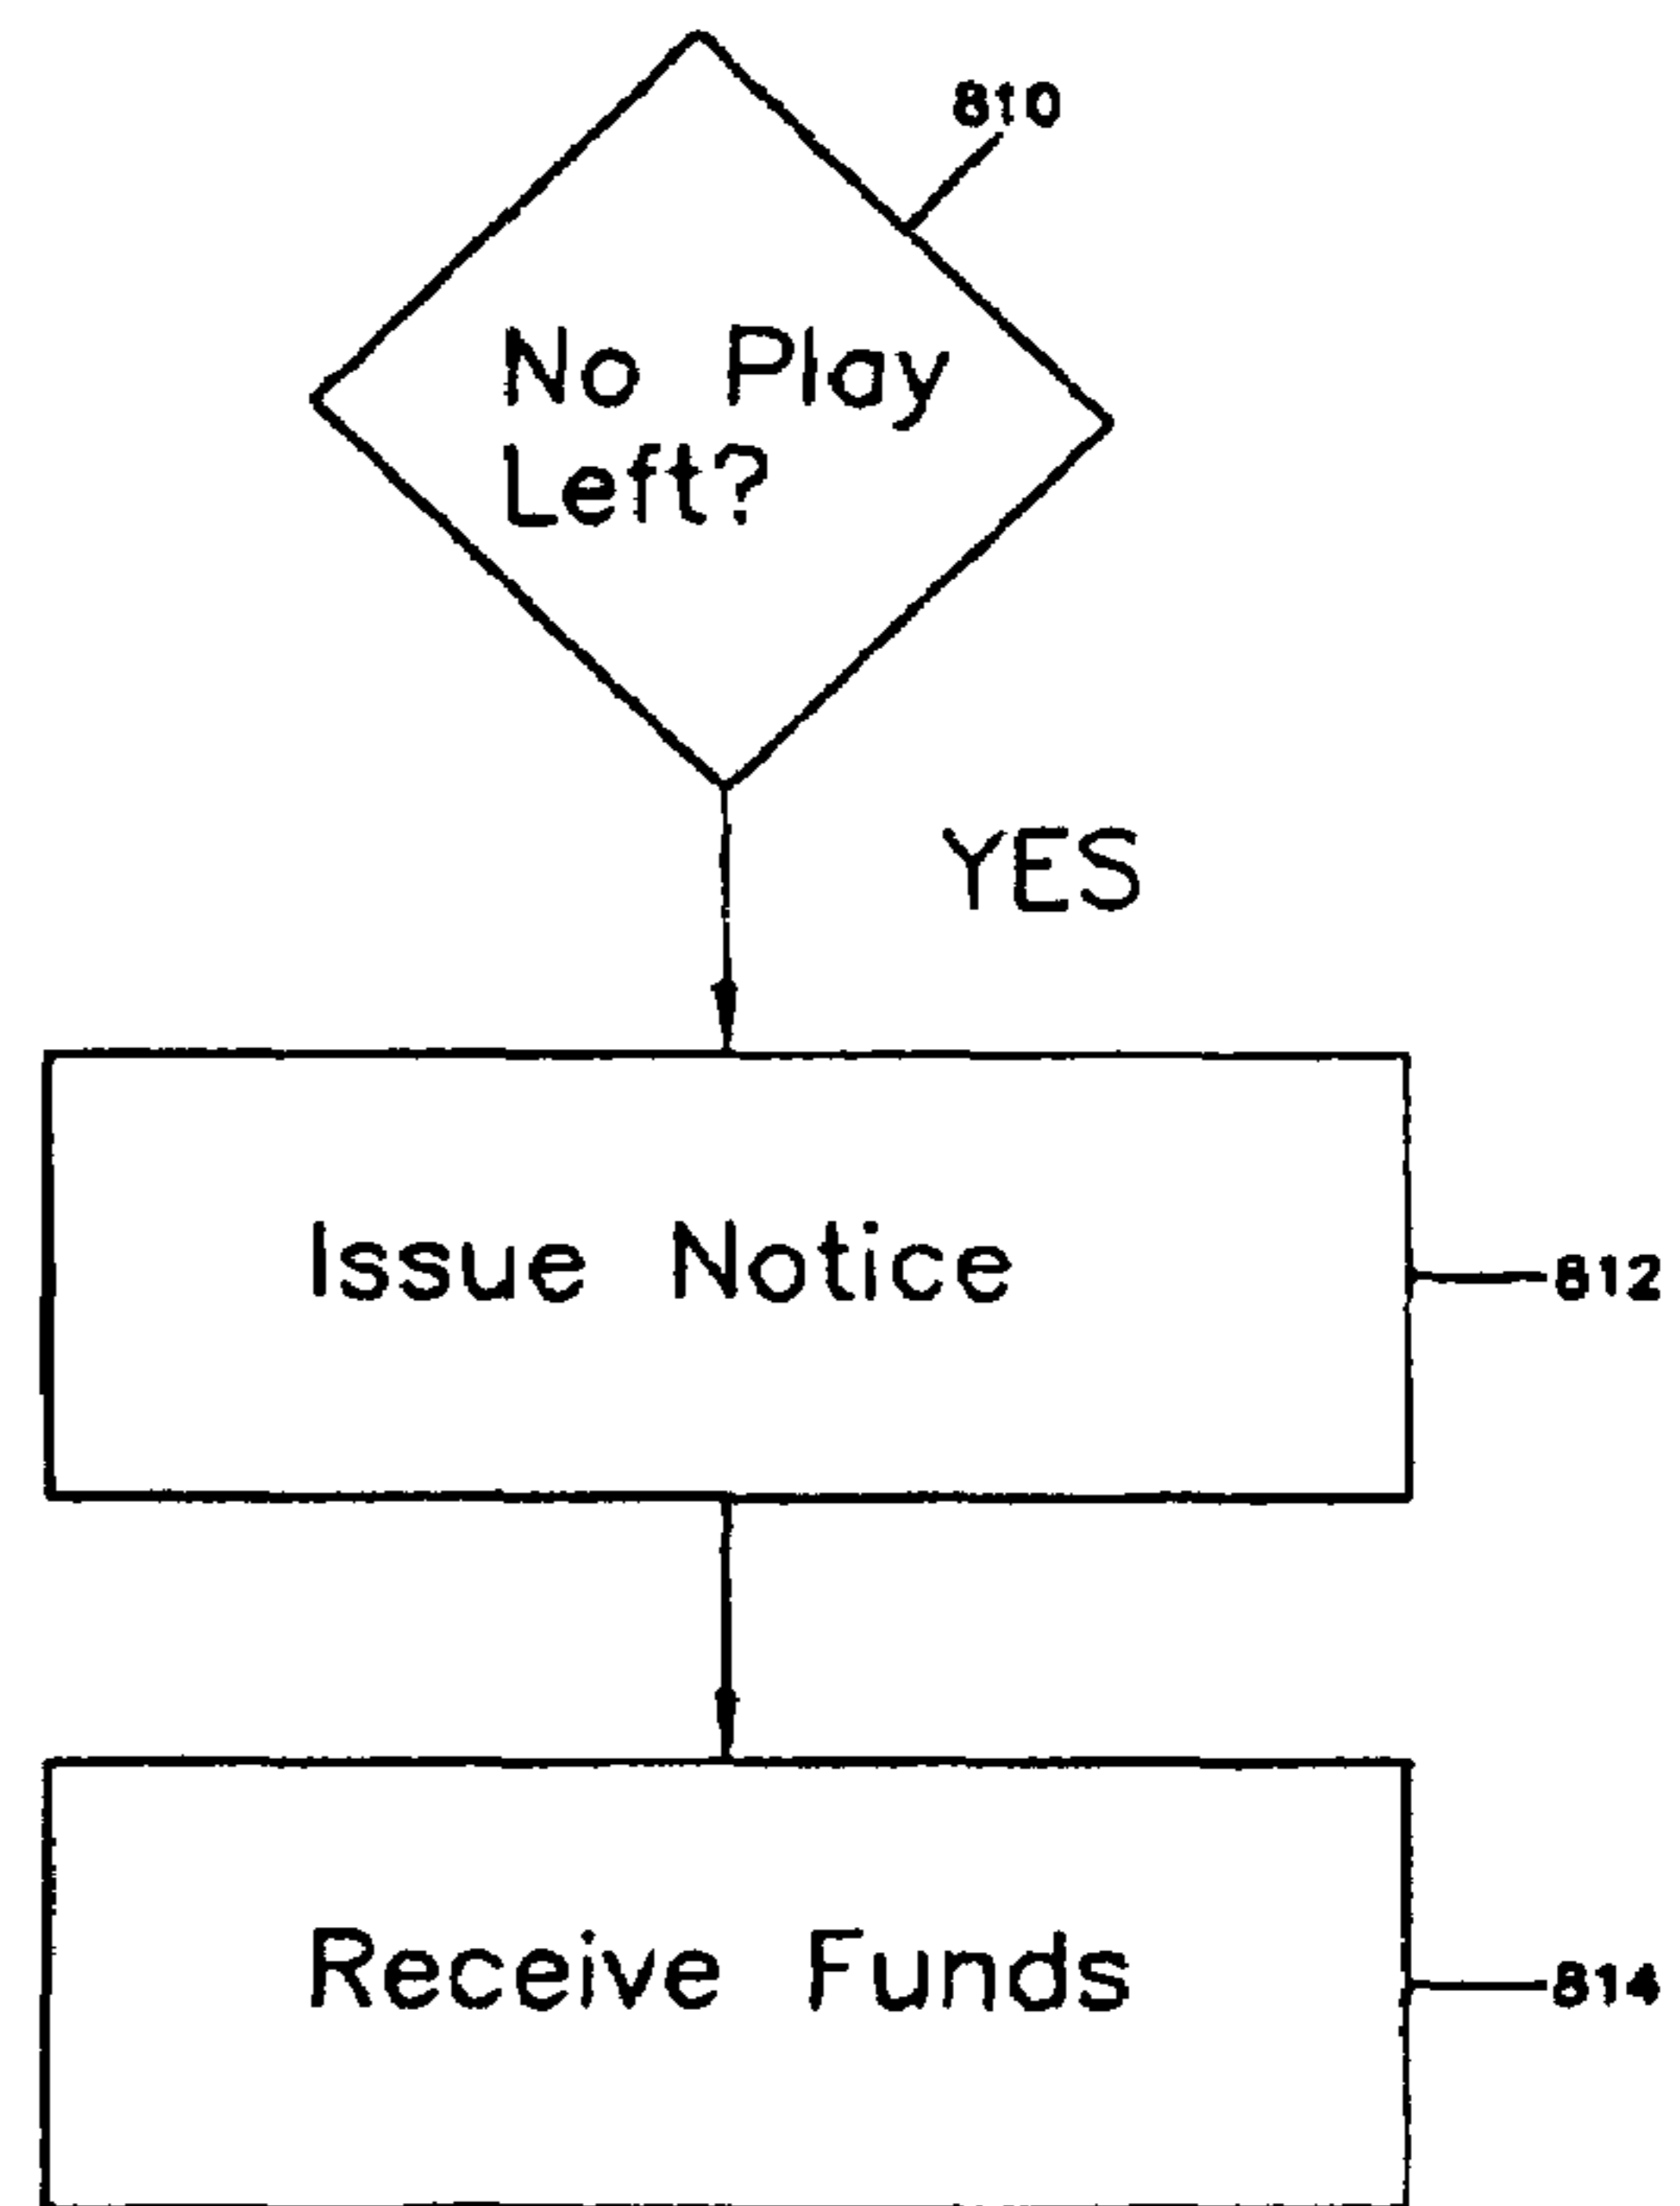 810
No Play
Left?
YES
Issue Notice
812
Receive Funds
814